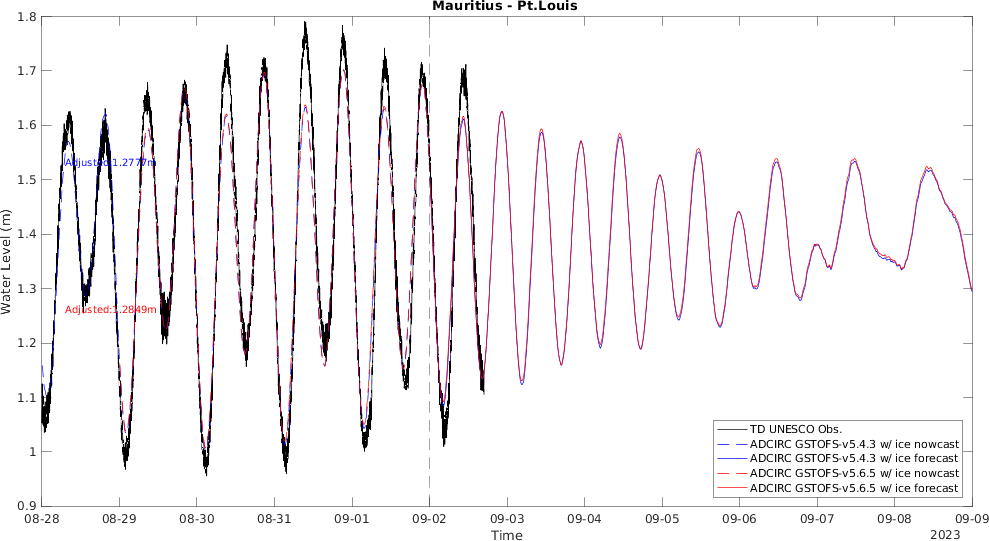 Mauritius - Pt.Louis
Water Level (m)
1.8
1.7
1.6
1.5
1.4
1.3
1.2
1.1
1
0.9
Adjusted:1.2777m
Adjusted:1.2849m
TD UNESCO Obs.
ADCIRC GSTOFS-v5.4.3 w/ ice nowcast
ADCIRC GSTOFS-v5.4.3 w/ ice forecast
ADCIRC GSTOFS-v5.6.5 w/ ice nowcast
ADCIRC GSTOFS-v5.6.5 w/ ice forecast
08-28 08-29 08-30 08-31 09-01 09-02 09-03 09-04 09-05 09-06 09-07 09-08 09-09
Time
2023